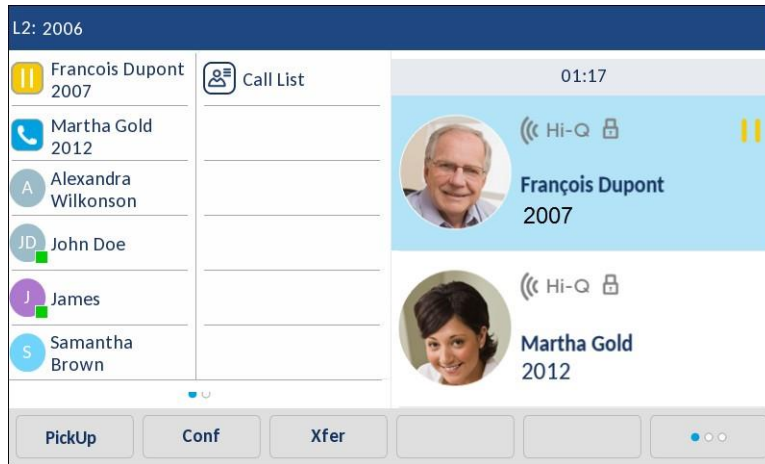 L2: 2006
Francois Dupont
2007
Martha Gold
2012
A
Alexandra
Wilkonson
JD
John Doe
J
James
S
Samantha
Brown
Call List
01:17
Hi-Q
François Dupont
2007
Hi-Q
Martha Gold
2012
PickUp
Conf
Xfer